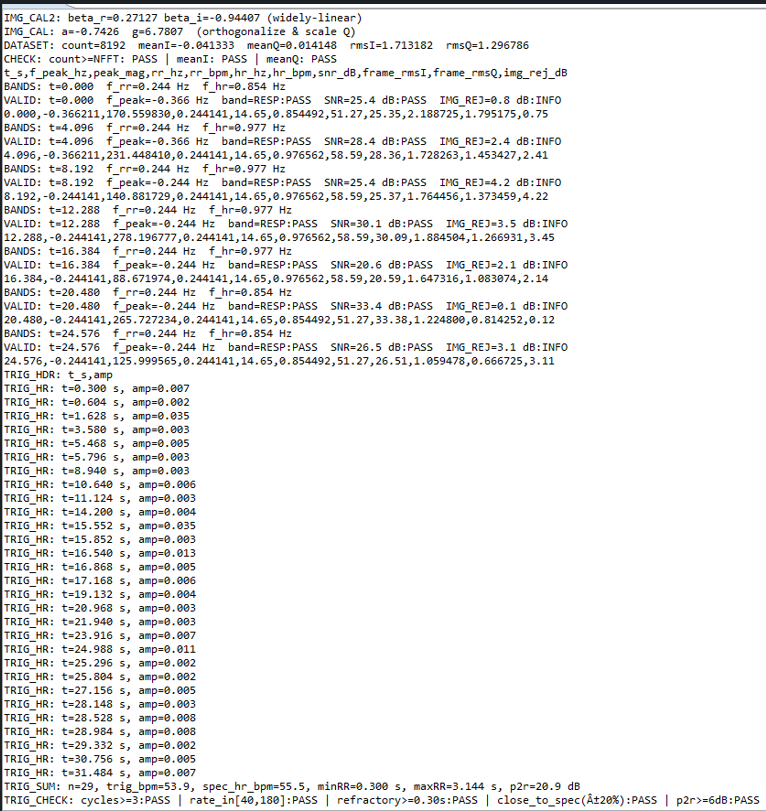 IMG_CAL2: beta_r=0.27127 beta_i=-0.94407 (widely-linear)
IMG_CAL: a=-0.7426  g=6.7807  (orthogonalize & scale Q)
DATASET: count=8192  meanI=-0.041333  meanQ=0.014148  rmsI=1.713182  rmsQ=1.296786
CHECK: count>=NFFT: PASS | meanI: PASS | meanQ: PASS
t_s,f_peak_hz,peak_mag,rr_hz,rr_bpm,hr_hz,hr_bpm,snr_dB,frame_rmsI,frame_rmsQ,img_rej_dB
BANDS: t=0.000  f_rr=0.244 Hz  f_hr=0.854 Hz
VALID: t=0.000  f_peak=-0.366 Hz  band=RESP:PASS  SNR=25.4 dB:PASS  IMG_REJ=0.8 dB:INFO
0.000,-0.366211,170.559830,0.244141,14.65,0.854492,51.27,25.35,2.188725,1.795175,0.75
BANDS: t=4.096  f_rr=0.244 Hz  f_hr=0.977 Hz
VALID: t=4.096  f_peak=-0.366 Hz  band=RESP:PASS  SNR=28.4 dB:PASS  IMG_REJ=2.4 dB:INFO
4.096,-0.366211,231.448410,0.244141,14.65,0.976562,58.59,28.36,1.728263,1.453427,2.41
BANDS: t=8.192  f_rr=0.244 Hz  f_hr=0.977 Hz
VALID: t=8.192  f_peak=-0.244 Hz  band=RESP:PASS  SNR=25.4 dB:PASS  IMG_REJ=4.2 dB:INFO
8.192,-0.244141,140.881729,0.244141,14.65,0.976562,58.59,25.37,1.764456,1.373459,4.22
BANDS: t=12.288  f_rr=0.244 Hz  f_hr=0.977 Hz
VALID: t=12.288  f_peak=-0.244 Hz  band=RESP:PASS  SNR=30.1 dB:PASS  IMG_REJ=3.5 dB:INFO
12.288,-0.244141,278.196777,0.244141,14.65,0.976562,58.59,30.09,1.884504,1.266931,3.45
BANDS: t=16.384  f_rr=0.244 Hz  f_hr=0.977 Hz
VALID: t=16.384  f_peak=-0.244 Hz  band=RESP:PASS  SNR=20.6 dB:PASS  IMG_REJ=2.1 dB:INFO
16.384,-0.244141,88.671974,0.244141,14.65,0.976562,58.59,20.59,1.647316,1.083074,2.14
BANDS: t=20.480  f_rr=0.244 Hz  f_hr=0.854 Hz
VALID: t=20.480  f_peak=-0.244 Hz  band=RESP:PASS  SNR=33.4 dB:PASS  IMG_REJ=0.1 dB:INFO
20.480,-0.244141,265.727234,0.244141,14.65,0.854492,51.27,33.38,1.224800,0.814252,0.12
BANDS: t=24.576  f_rr=0.244 Hz  f_hr=0.854 Hz
VALID: t=24.576  f_peak=-0.244 Hz  band=RESP:PASS  SNR=26.5 dB:PASS  IMG_REJ=3.1 dB:INFO
24.576,-0.244141,125.999565,0.244141,14.65,0.854492,51.27,26.51,1.059478,0.666725,3.11
TRIG_HDR: t_s,amp
TRIG_HR: t=0.300 s, amp=0.007
TRIG_HR: t=0.604 s, amp=0.002
TRIG_HR: t=1.628 s, amp=0.035
TRIG_HR: t=3.580 s, amp=0.003
TRIG_HR: t=5.468 s, amp=0.005
TRIG_HR: t=5.796 s, amp=0.003
TRIG_HR: t=8.940 s, amp=0.003
TRIG_HR: t=10.640 s, amp=0.006
TRIG_HR: t=11.124 s, amp=0.003
TRIG_HR: t=14.200 s, amp=0.004
TRIG_HR: t=15.552 s, amp=0.035
TRIG_HR: t=15.852 s, amp=0.003
TRIG_HR: t=16.540 s, amp=0.013
TRIG_HR: t=16.868 s, amp=0.005
TRIG_HR: t=17.168 s, amp=0.006
TRIG_HR: t=19.132 s, amp=0.004
TRIG_HR: t=20.968 s, amp=0.003
TRIG_HR: t=21.940 s, amp=0.003
TRIG_HR: t=23.916 s, amp=0.007
TRIG_HR: t=24.988 s, amp=0.011
TRIG_HR: t=25.296 s, amp=0.002
TRIG_HR: t=25.804 s, amp=0.002
TRIG_HR: t=27.156 s, amp=0.005
TRIG_HR: t=28.148 s, amp=0.003
TRIG_HR: t=28.528 s, amp=0.008
TRIG_HR: t=28.984 s, amp=0.008
TRIG_HR: t=29.332 s, amp=0.002
TRIG_HR: t=30.756 s, amp=0.005
TRIG_HR: t=31.484 s, amp=0.007
TRIG_SUM: n=29, trig_bpm=53.9, spec_hr_bpm=55.5, minRR=0.300 s, maxRR=3.144 s, p2r=20.9 dB
TRIG_CHECK: cycles>=3:PASS | rate_in[40,180]:PASS | refractory>=0.30s:PASS | close_to_spec(Â±20%):PASS | p2r>=6dB:PASS